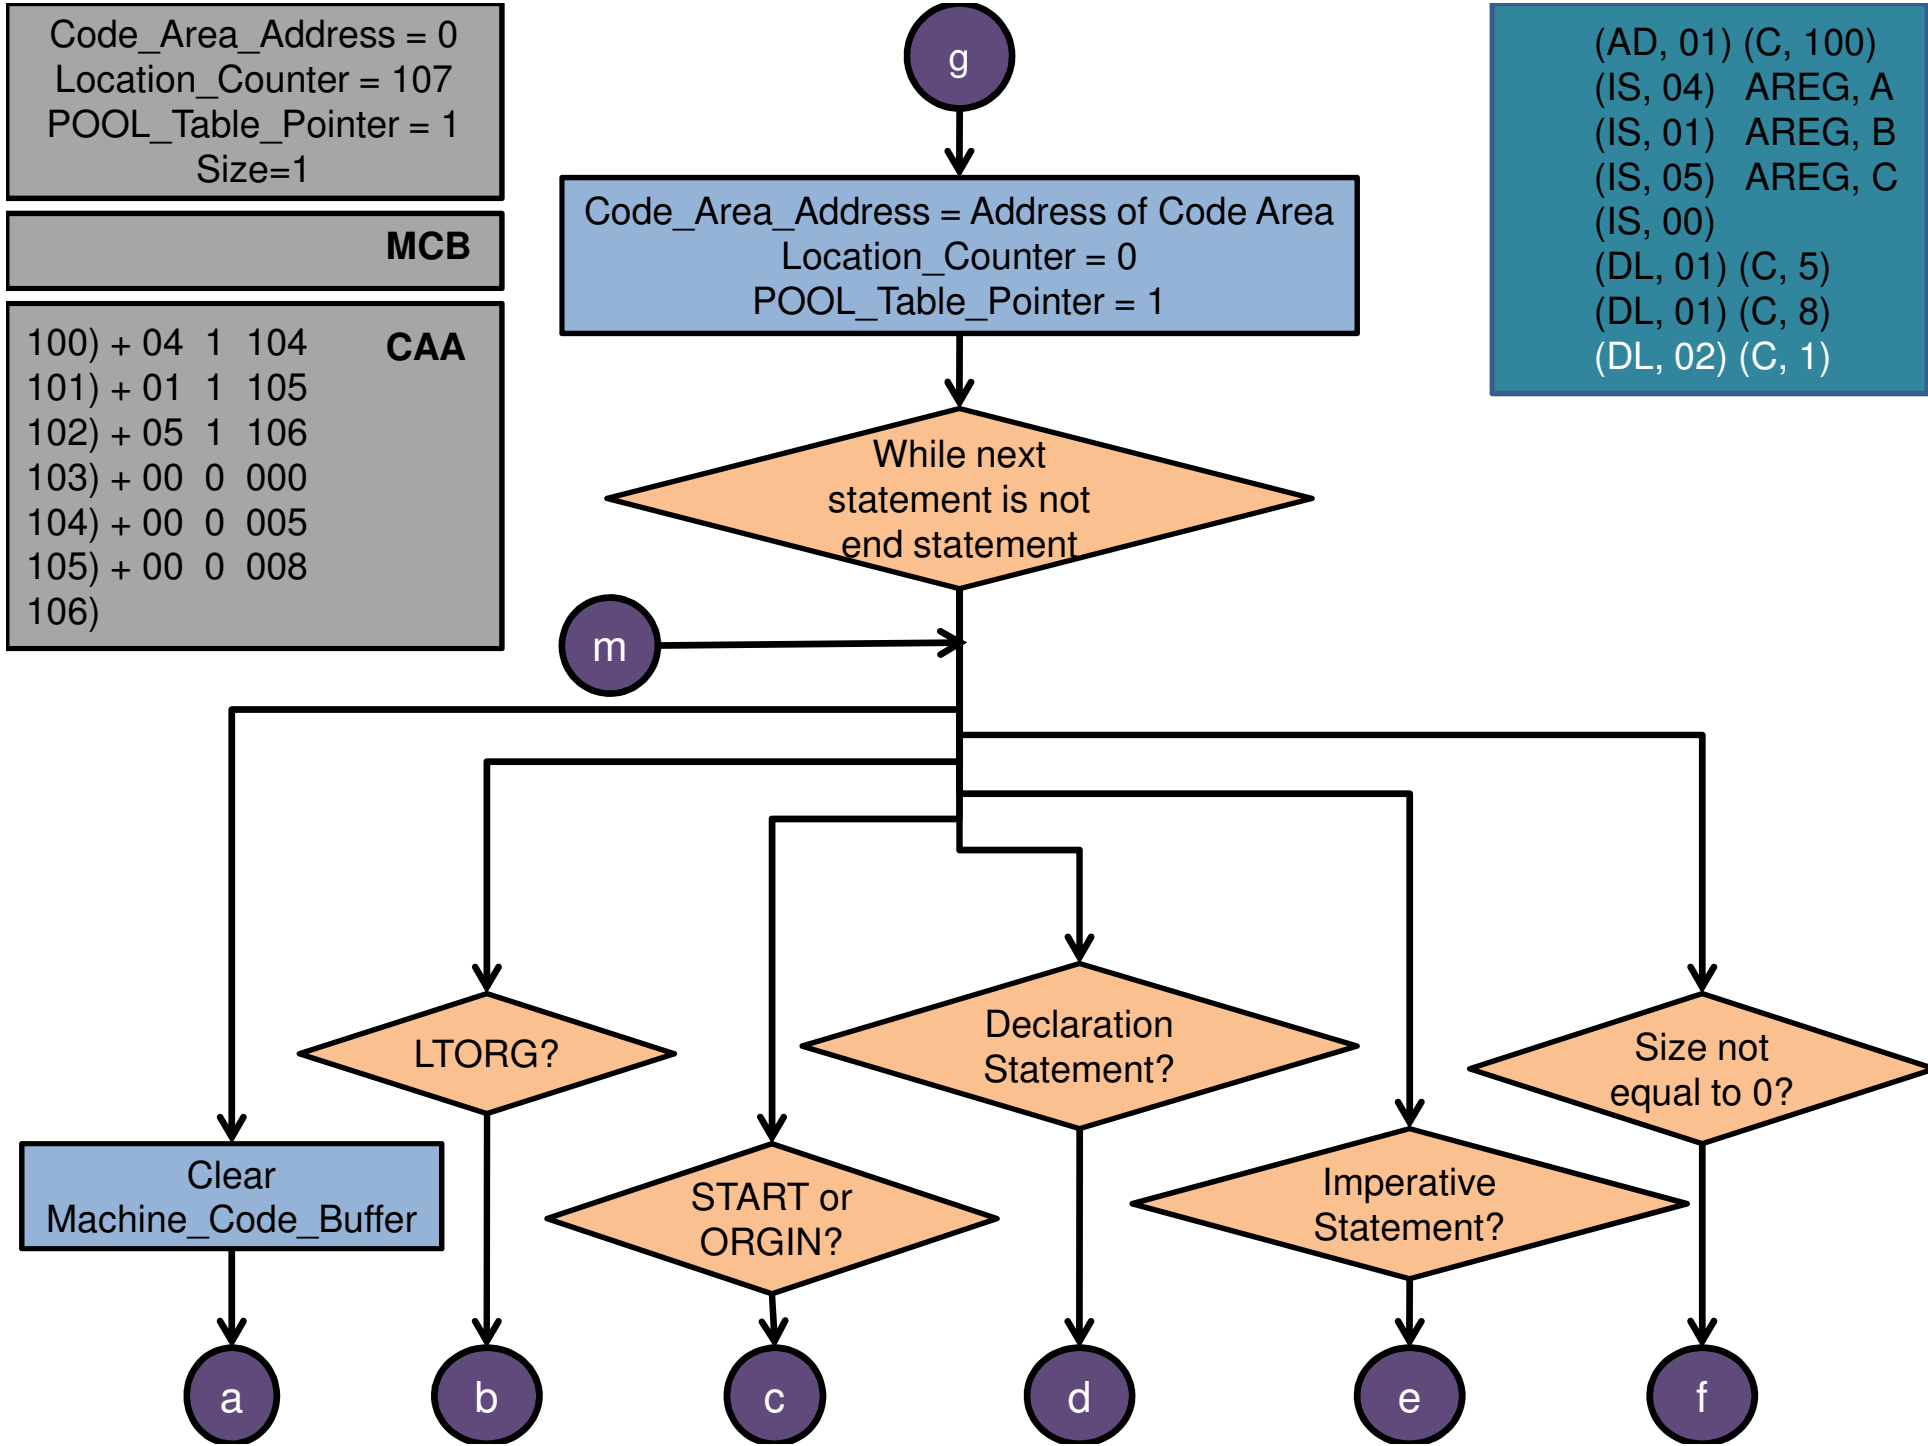 Code_Area_Address = 0
Location_Counter = 107
POOL_Table_Pointer = 1
Size=1
MCB
100) + 04 1 104
CAA
101) + 01 1 105
102) + 05 1 106
103) + 00 0 000
104) + 00 0 005
105) + 00 0 008
106)
g
Code_Area_Address = Address of Code Area
Location_Counter = 0
POOL_Table_Pointer = 1
(AD, 01) (C, 100)
(IS, 04) AREG, A
(IS, 01) AREG, B
(IS, 05) AREG, C
(IS, 00)
(DL, 01) (C, 5)
(DL, 01) (C, 8)
(DL, 02) (C, 1)
While next
statement is not
end statement
m
Clear
Machine_Code_Buffer
LTORG?
START or
ORGIN?
Declaration
Statement?
Imperative
Statement?
Size not
equal to 0?
a
b
c
d
e
f